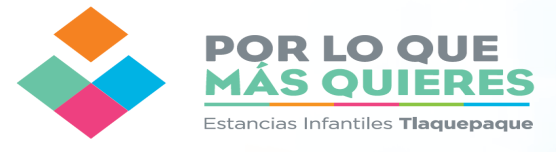 POR LO QUE
MÁS QUIERES
Estancias Infantiles Tlaquepaque